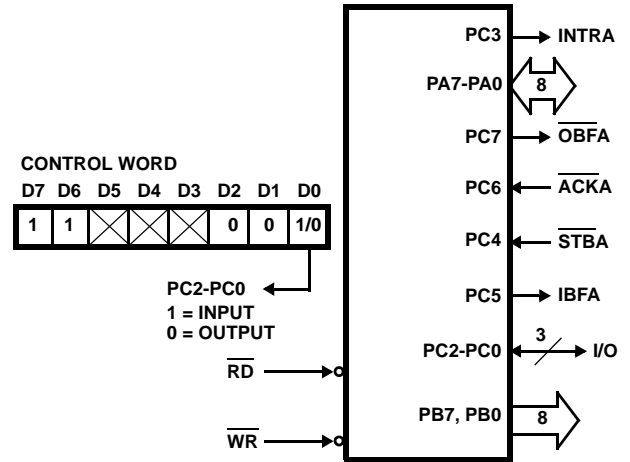 PC3 INTRA
PA7-PA0 8
PC7 OBFA
CONTROL WORD
D7 D6 D5 D4 D3 D2 D1 D0
1 1 0 0 1/0
PC6 ACKA
PC4 STBA
PC2-PC0
1 = INPUT
0 = OUTPUT
PC5 IBFA
PC2-PC0 3 I/O
RD
PB7, PB0 8
WR